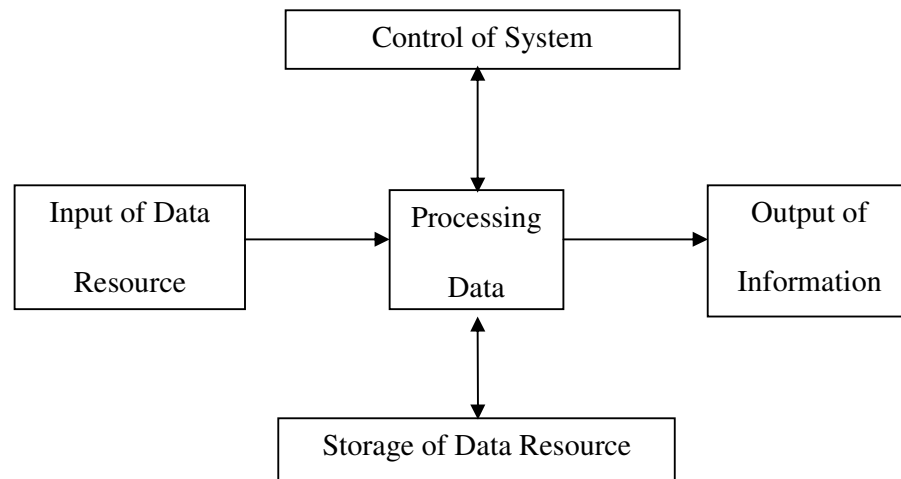 Control of System
Input of Data
Resource
Processing
Data
Output of
Information
Storage of Data Resource